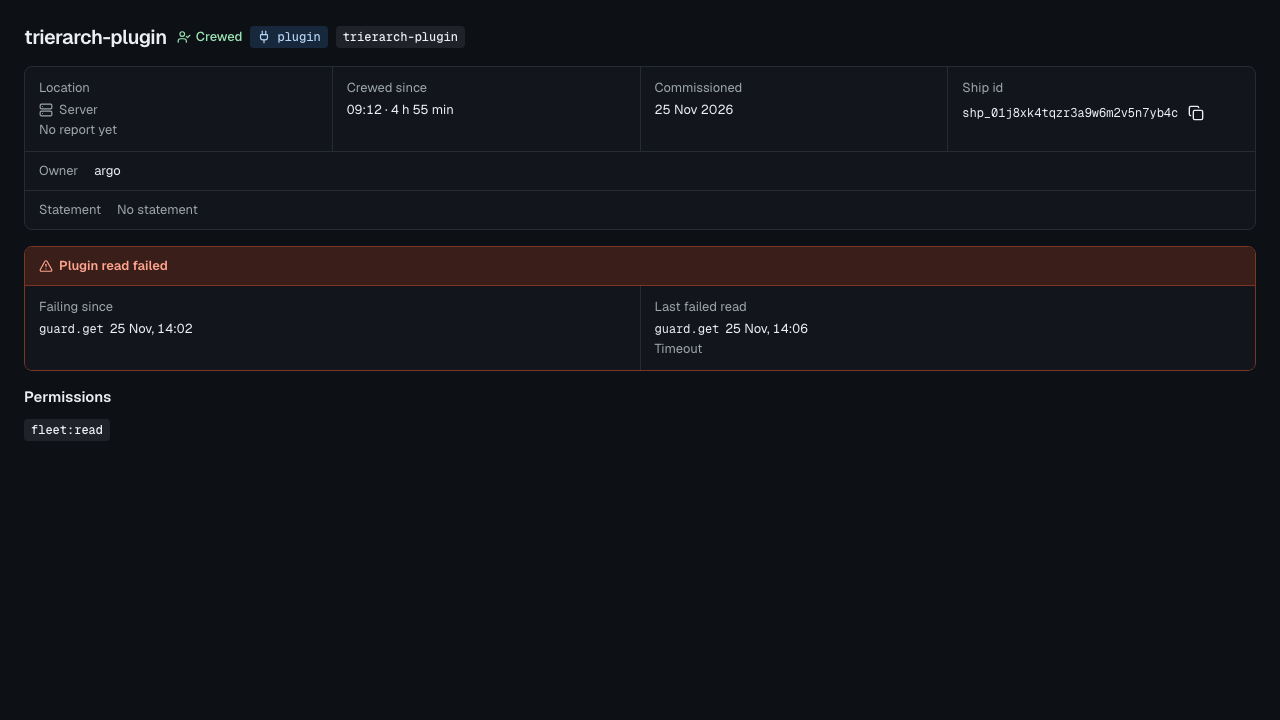 trierarch-plugin Crewed plugin trierarch-plugin
Location
Server
No report yet
Crewed since
09:12 · 4 h 55 min
Commissioned
25 Nov 2026
Ship id
shp_01j8xk4tqzr3a9w6m2v5n7yb4c
Owner argo
Statement No statement
Plugin read failed
Failing since
guard.get 25 Nov, 14:02
Last failed read
guard.get 25 Nov, 14:06
Timeout
Permissions
fleet:read